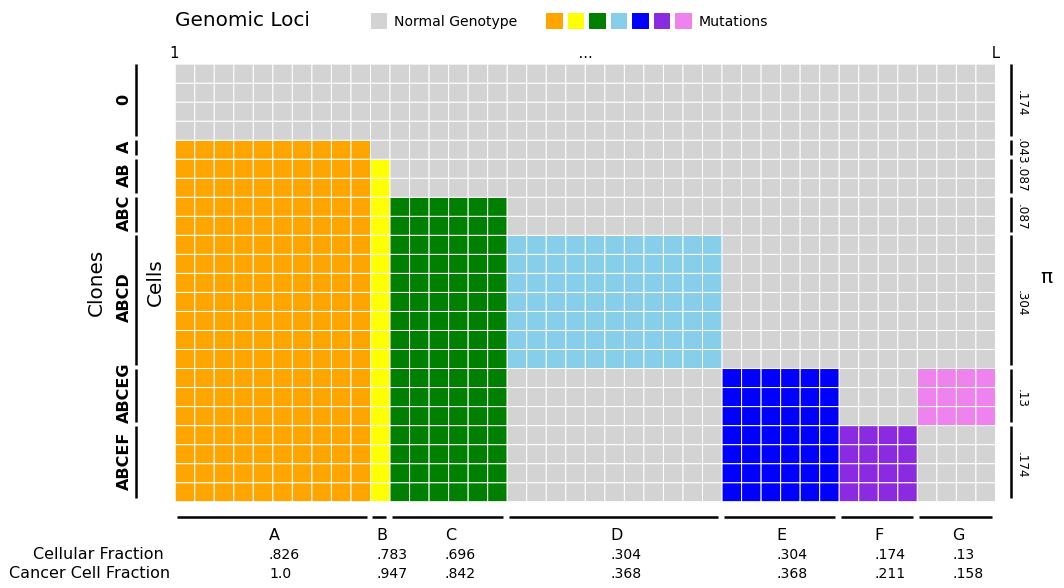 Genomic Loci Normal Genotype Mutations
1 ... L
0 .174
A .043
AB .087
ABC .087
Clones Cells ABCD .304 π
ABCEG .13
ABCEF .174
A B C D E F G
Cellular Fraction .826 .783 .696 .304 .304 .174 .13
Cancer Cell Fraction 1.0 .947 .842 .368 .368 .211 .158